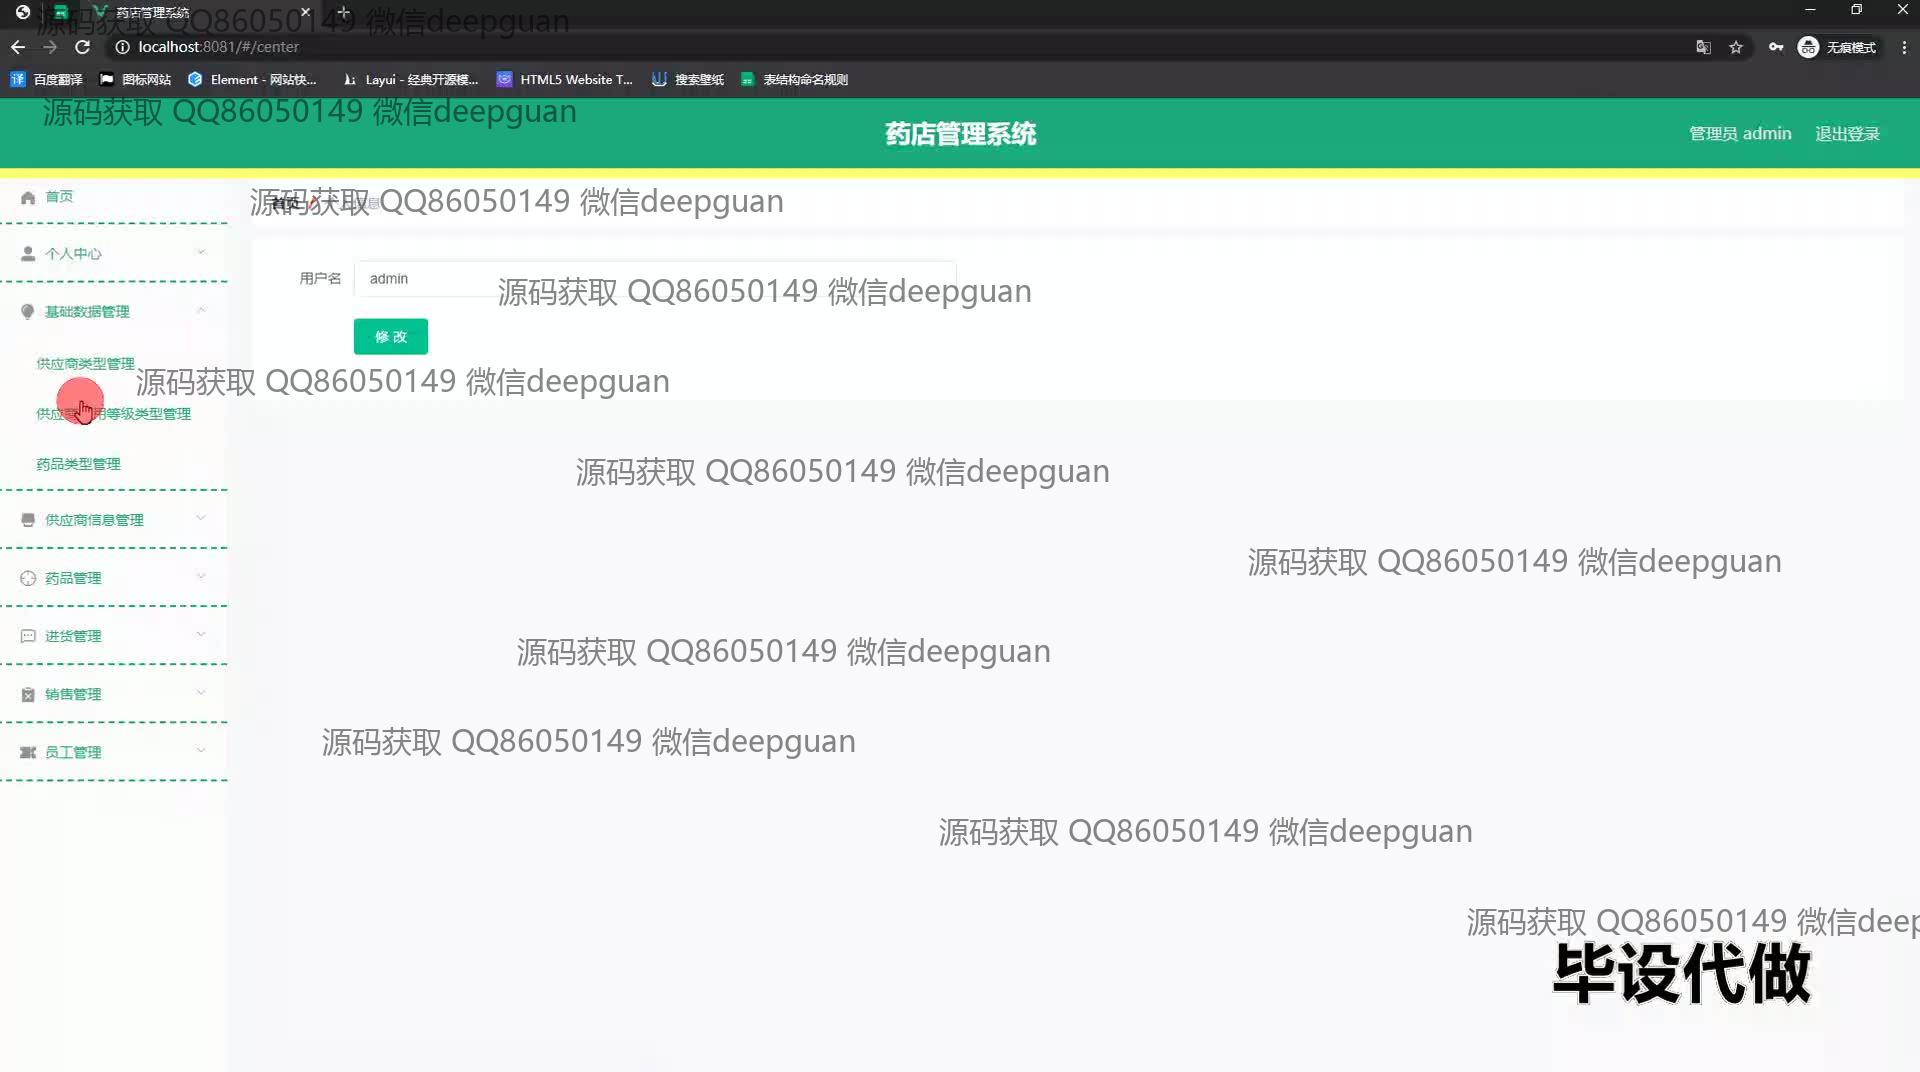 药店管理系统
源码获取 QQ86050149 微信deepguan
localhost:8081/#/center
无痕模式
百度翻译
图标网站
Element - 网站快...
Layui - 经典开源模...
HTML5 Website T...
搜索壁纸
表结构命名规则
源码获取 QQ86050149 微信deepguan
药店管理系统
管理员 admin
退出登录
首页
首页
源码获取 QQ86050149 微信deepguan
个人中心
用户名
admin
源码获取 QQ86050149 微信deepguan
基础数据管理
修改
供应商类型管理
源码获取 QQ86050149 微信deepguan
等级类型管理
药品类型管理
源码获取 QQ86050149 微信deepguan
供应商信息管理
源码获取 QQ86050149 微信deepguan
药品管理
进货管理
源码获取 QQ86050149 微信deepguan
销售管理
源码获取 QQ86050149 微信deepguan
员工管理
源码获取 QQ86050149 微信deepguan
源码获取 QQ86050149 微信deep
毕设代做